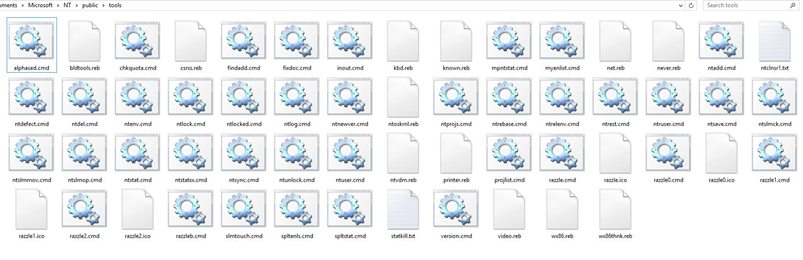 uments › Microsoft › NT › public › tools
Search tools
alphased.cmd bldtools.reb chkquota.cmd csrss.reb findadd.cmd fixdoc.cmd inout.cmd kbd.reb known.reb mpntstat.cmd myenlist.cmd net.reb never.reb ntadd.cmd ntclnsr1.txt
ntdefect.cmd ntdel.cmd ntenv.cmd ntlock.cmd ntlocked.cmd ntlog.cmd ntnewver.cmd ntoskrnl.reb ntprojs.cmd ntrebase.cmd ntrelenv.cmd ntrest.cmd ntruser.cmd ntsave.cmd ntslmck.cmd
ntslmmov.cmd ntslmop.cmd ntstat.cmd ntstatxx.cmd ntsync.cmd ntunlock.cmd ntuser.cmd ntvdm.reb printer.reb projlist.cmd razzle.cmd razzle.ico razzle0.cmd razzle0.ico razzle1.cmd
razzle1.ico razzle2.cmd razzle2.ico razzleb.cmd slmtouch.cmd spltenls.cmd spltstat.cmd statkill.txt version.cmd video.reb wx86.reb wx86thnk.reb